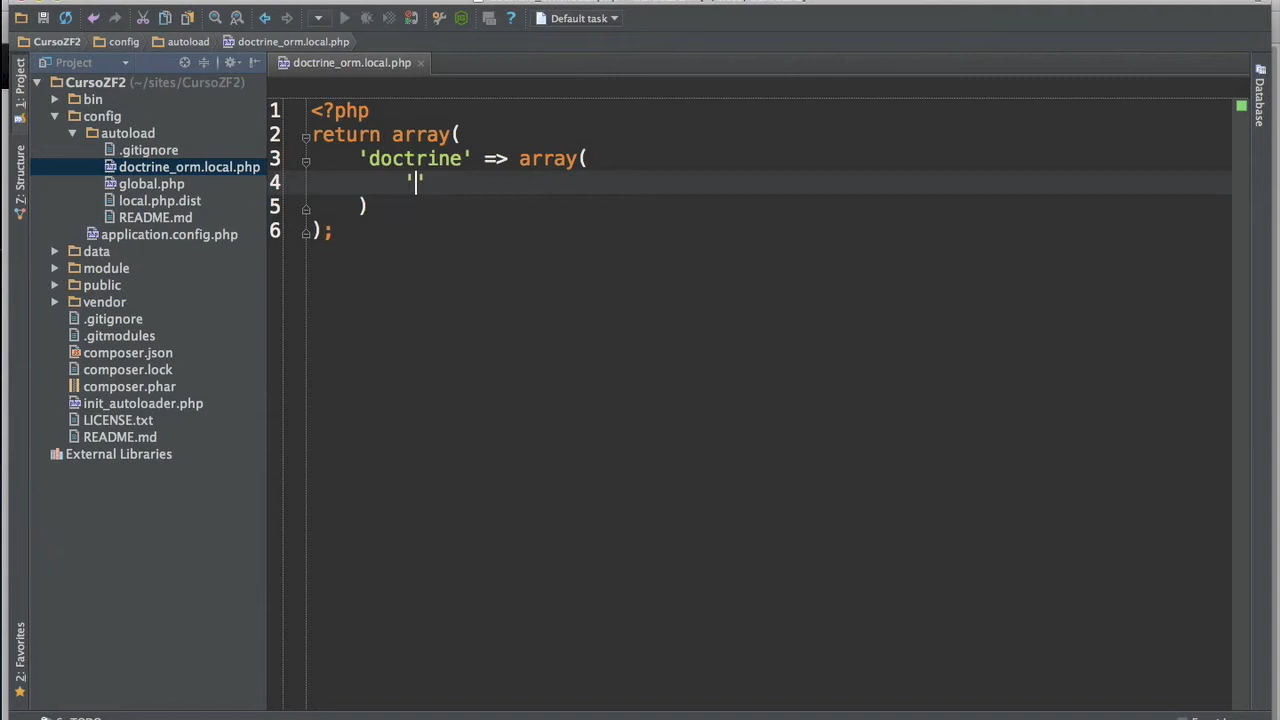 Default task
CursoZF2
config
autoload
doctrine_orm.local.php
1: Project
Project
doctrine_orm.local.php
Database
CursoZF2 (~/sites/CursoZF2)
bin
config
autoload
.gitignore
doctrine_orm.local.php
global.php
local.php.dist
README.md
application.config.php
data
module
public
vendor
.gitignore
.gitmodules
composer.json
composer.lock
composer.phar
init_autoloader.php
LICENSE.txt
README.md
External Libraries
Z: Structure
2: Favorites
1 <?php
2 return array(
3 'doctrine' => array(
4 ''
5 )
6 );